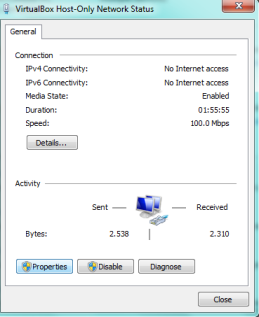 VirtualBox Host-Only Network Status
General
Connection
IPv4 Connectivity: No Internet access
IPv6 Connectivity: No Internet access
Media State: Enabled
Duration: 01:55:55
Speed: 100.0 Mbps
Details...
Activity
Sent — Received
Bytes: 2.538 | 2.310
Properties Disable Diagnose
Close